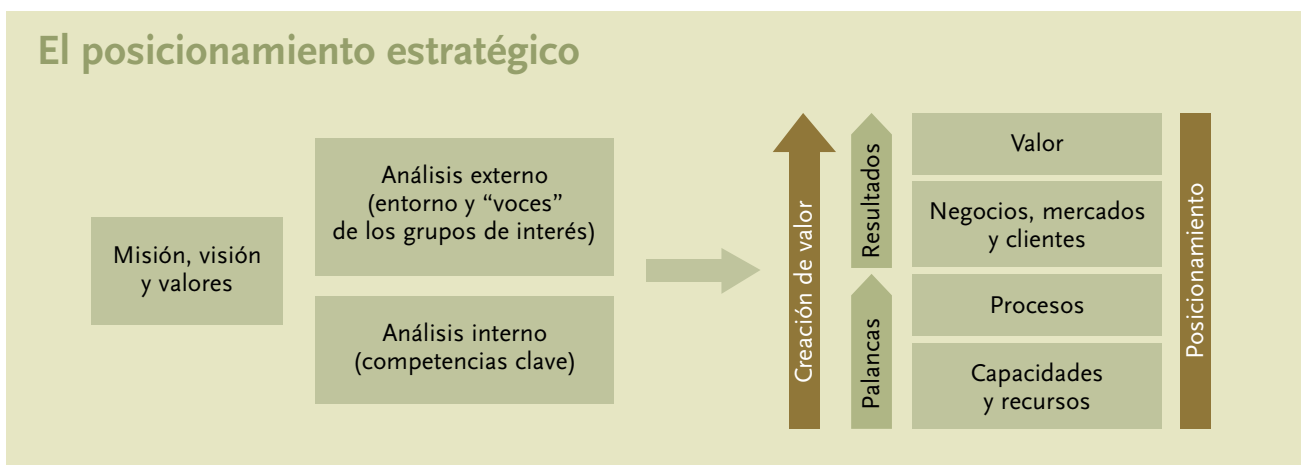 El posicionamiento estratégico
Misión, visión
y valores
Análisis externo
(entorno y “voces”
de los grupos de interés)
Análisis interno
(competencias clave)
Creación de valor
Resultados
Palancas
Valor
Negocios, mercados
y clientes
Procesos
Capacidades
y recursos
Posicionamiento